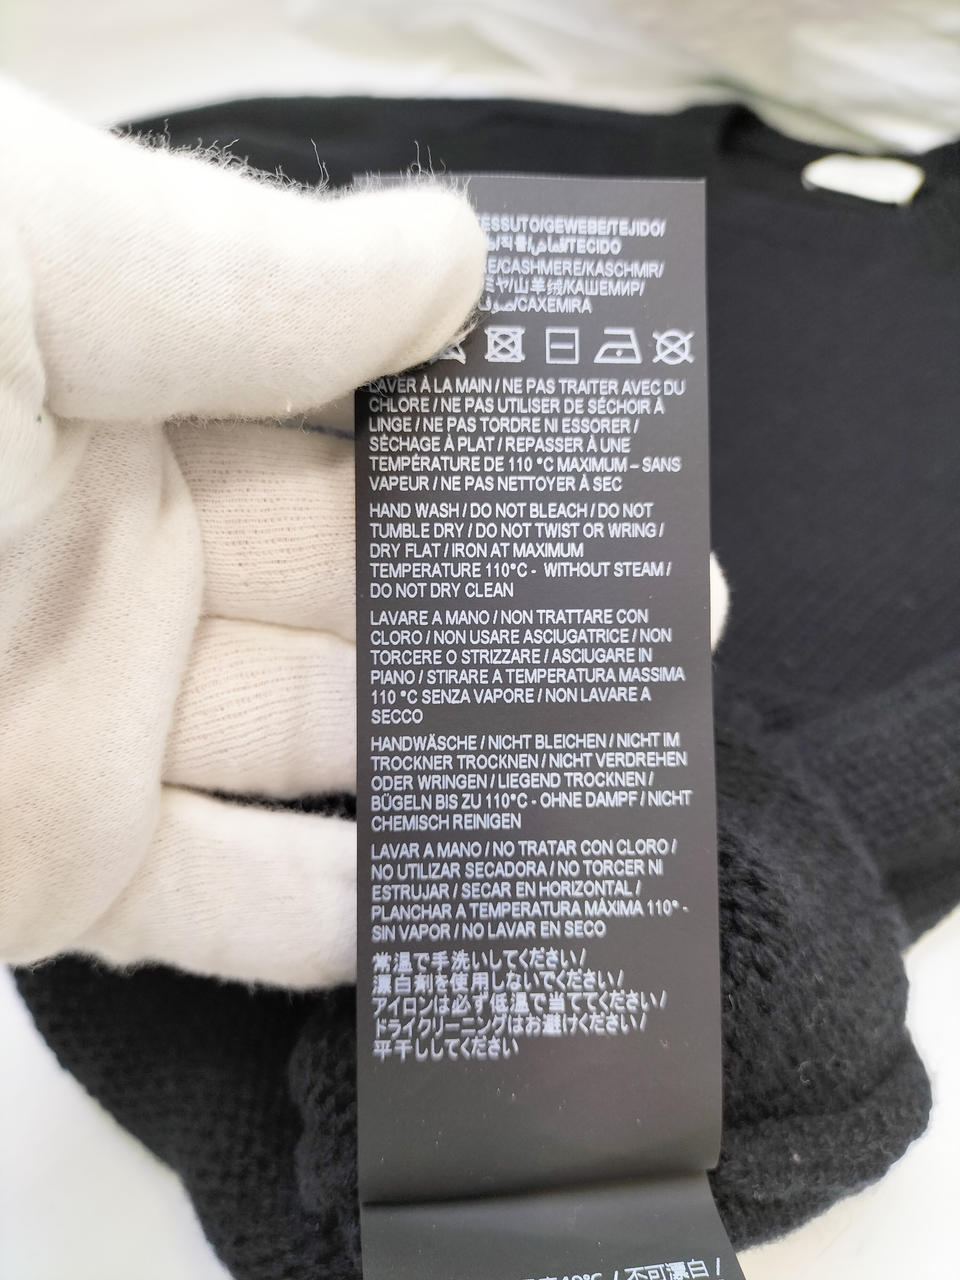 ESSUTO/GEWEBE/TEJIDO/
/직물/قماش/TECIDO
E/CASHMERE/KASCHMIR/
ミヤ/山羊绒/КАШЕМИР/
صوف/CAXEMIRA
LAVER À LA MAIN / NE PAS TRAITER AVEC DU
CHLORE / NE PAS UTILISER DE SÉCHOIR À
LINGE / NE PAS TORDRE NI ESSORER /
SÉCHAGE À PLAT / REPASSER À UNE
TEMPÉRATURE DE 110 °C MAXIMUM – SANS
VAPEUR / NE PAS NETTOYER À SEC
HAND WASH / DO NOT BLEACH / DO NOT
TUMBLE DRY / DO NOT TWIST OR WRING /
DRY FLAT / IRON AT MAXIMUM
TEMPERATURE 110°C - WITHOUT STEAM /
DO NOT DRY CLEAN
LAVARE A MANO / NON TRATTARE CON
CLORO / NON USARE ASCIUGATRICE / NON
TORCERE O STRIZZARE / ASCIUGARE IN
PIANO / STIRARE A TEMPERATURA MASSIMA
110 °C SENZA VAPORE / NON LAVARE A
SECCO
HANDWÄSCHE / NICHT BLEICHEN / NICHT IM
TROCKNER TROCKNEN / NICHT VERDREHEN
ODER WRINGEN / LIEGEND TROCKNEN /
BÜGELN BIS ZU 110°C - OHNE DAMPF / NICHT
CHEMISCH REINIGEN
LAVAR A MANO / NO TRATAR CON CLORO /
NO UTILIZAR SECADORA / NO TORCER NI
ESTRUJAR / SECAR EN HORIZONTAL /
PLANCHAR A TEMPERATURA MÁXIMA 110° -
SIN VAPOR / NO LAVAR EN SECO
常温で手洗いしてください /
漂白剤を使用しないでください /
アイロンは必ず低温で当ててください /
ドライクリーニングはお避けください /
平干ししてください
/ 不可漂白 /